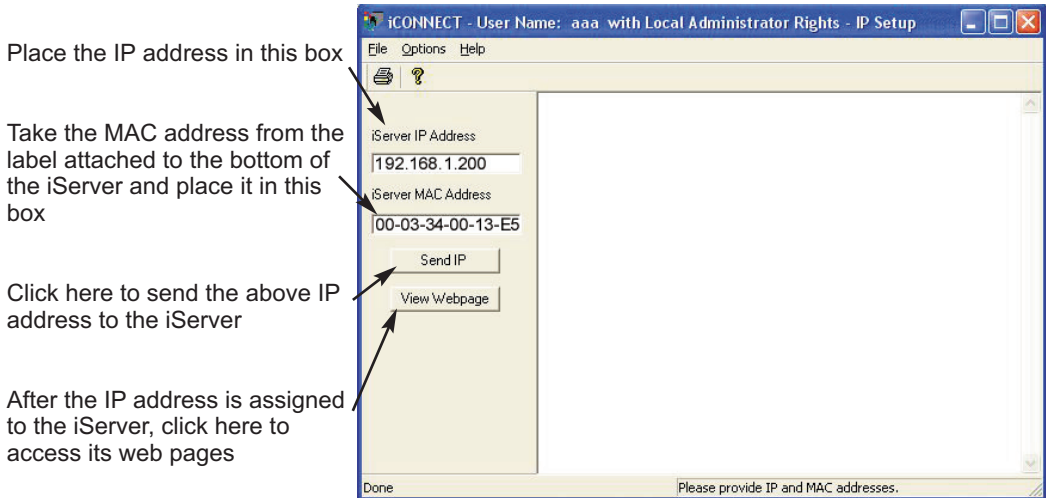 iCONNECT - User Name: aaa with Local Administrator Rights - IP Setup
File Options Help
Place the IP address in this box
Take the MAC address from the
label attached to the bottom of
the iServer and place it in this
box
Click here to send the above IP
address to the iServer
After the IP address is assigned
to the iServer, click here to
access its web pages
iServer IP Address
192.168.1.200
iServer MAC Address
00-03-34-00-13-E5
Send IP
View Webpage
Done
Please provide IP and MAC addresses.